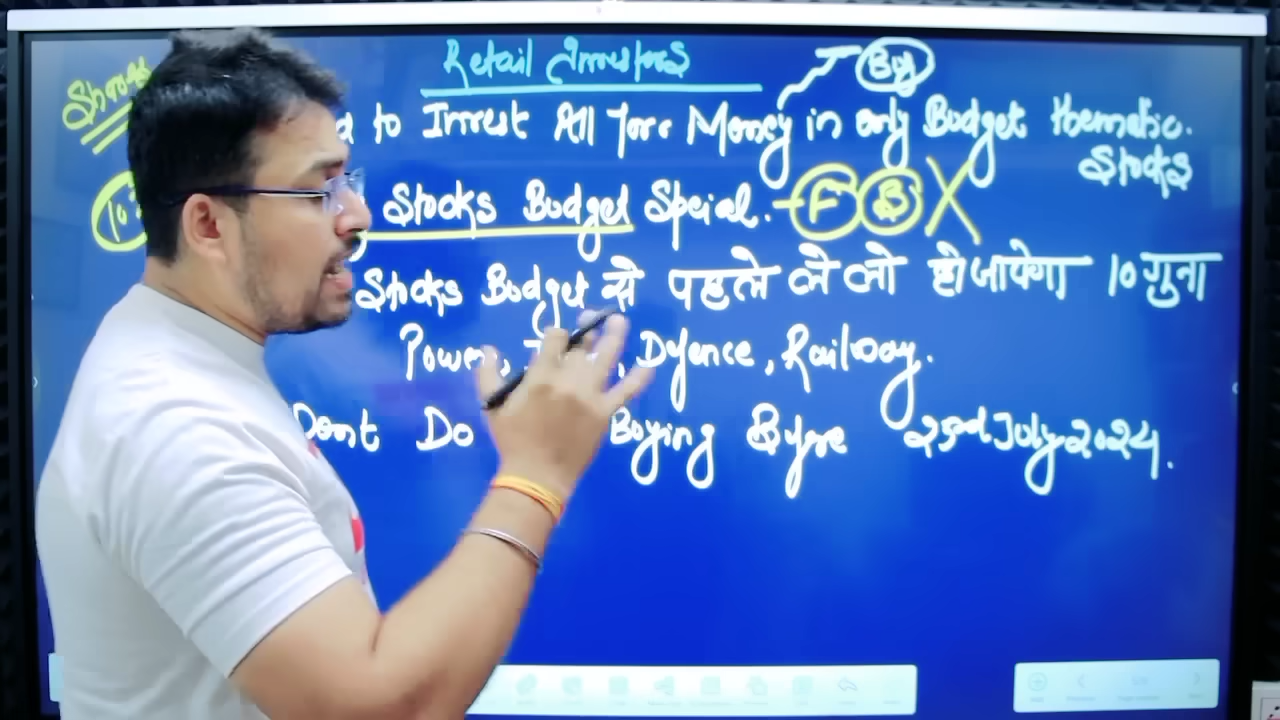 Retail Investors
Buy
to Invest All Your Money in only Budget thematic.
Stocks
Stocks Budget Special. F B X
Stocks Budget से पहले ले लो हो जायेगा 10 गुना
Power, Defence, Railway.
Dont Do Buying Before 23rd July 2024.